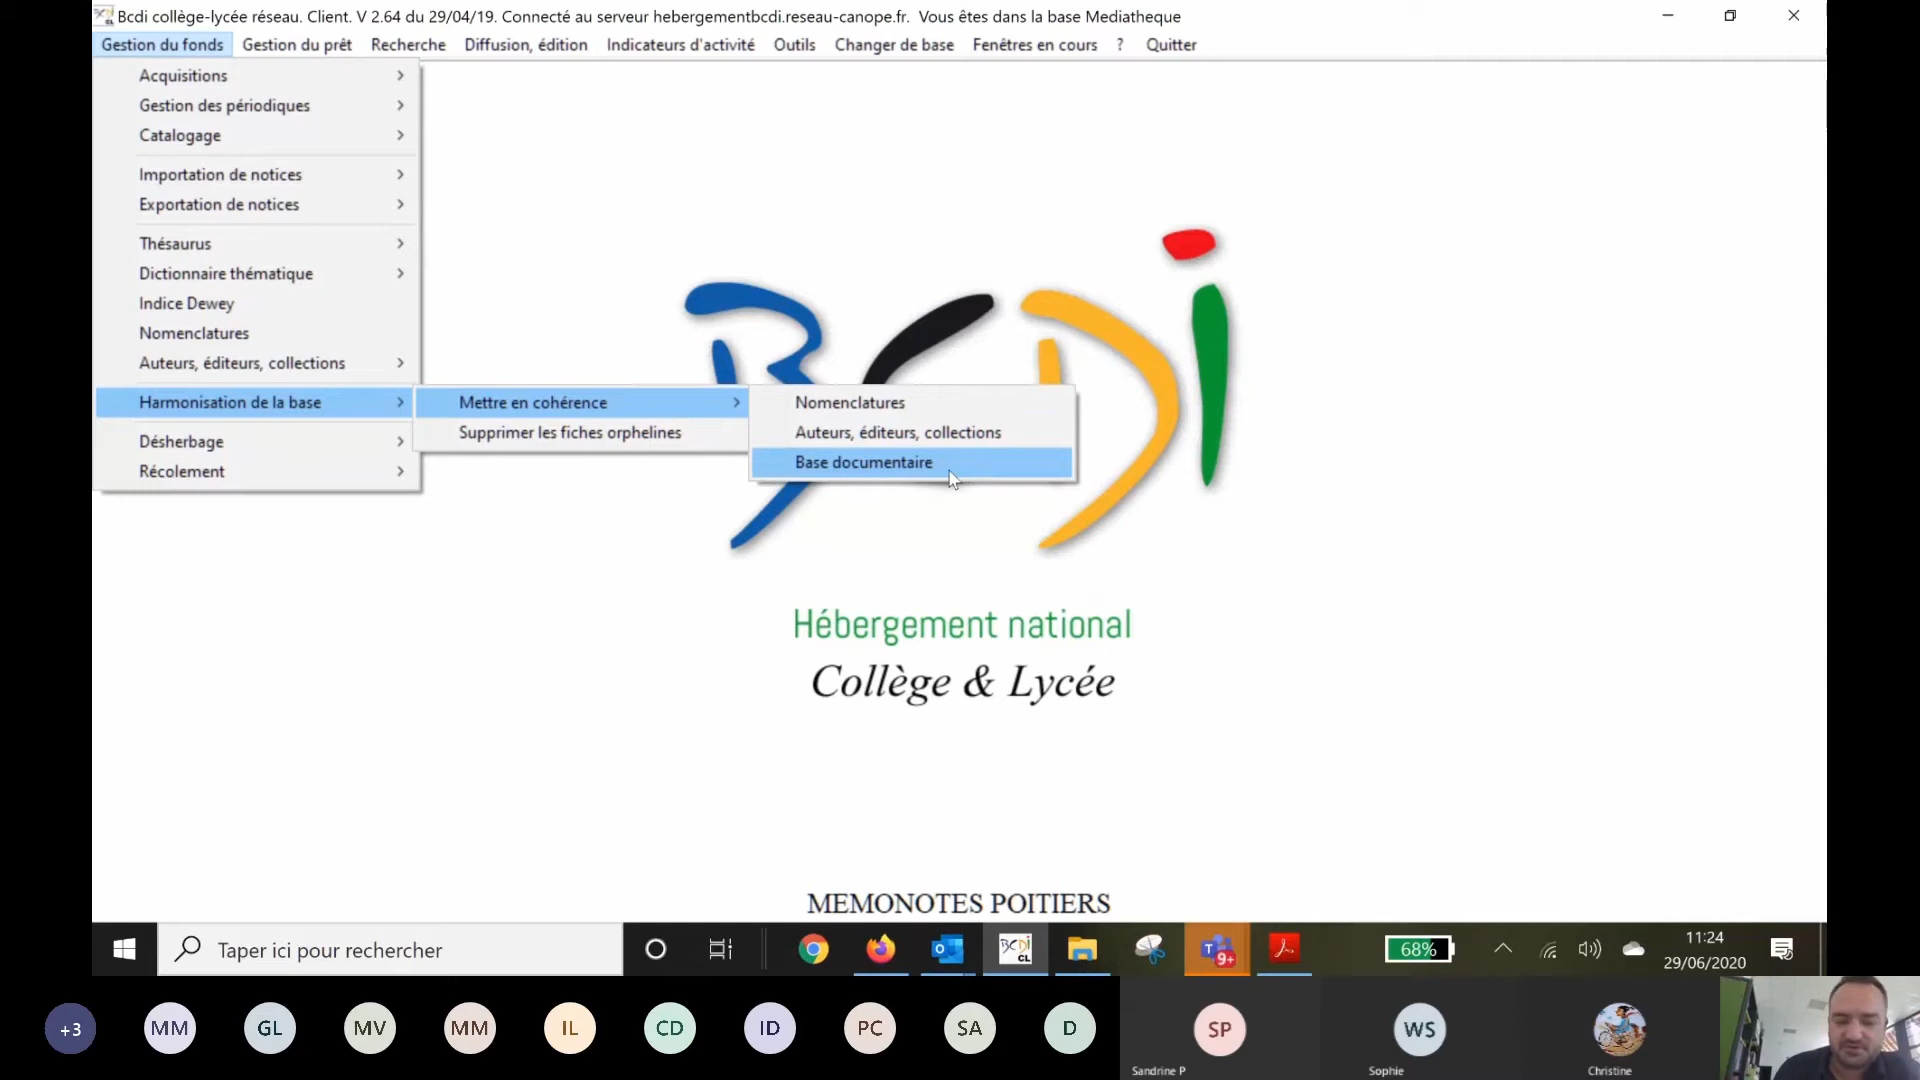 Bcdi collège-lycée réseau. Client. V 2.64 du 29/04/19. Connecté au serveur hebergementbcdi.reseau-canope.fr. Vous êtes dans la base Mediatheque
Gestion du fonds Gestion du prêt Recherche Diffusion, édition Indicateurs d'activité Outils Changer de base Fenêtres en cours ? Quitter
Acquisitions
Gestion des périodiques
Catalogage
Importation de notices
Exportation de notices
Thésaurus
Dictionnaire thématique
Indice Dewey
Nomenclatures
Auteurs, éditeurs, collections
Harmonisation de la base
Désherbage
Récolement
Mettre en cohérence
Supprimer les fiches orphelines
Nomenclatures
Auteurs, éditeurs, collections
Base documentaire
BCDi
Hébergement national
Collège & Lycée
MEMONOTES POITIERS
Taper ici pour rechercher
BCDI
CL
T 9+
68%
11:24
29/06/2020
+3 MM GL MV MM IL CD ID PC SA D SP WS
Sandrine P Sophie Christine